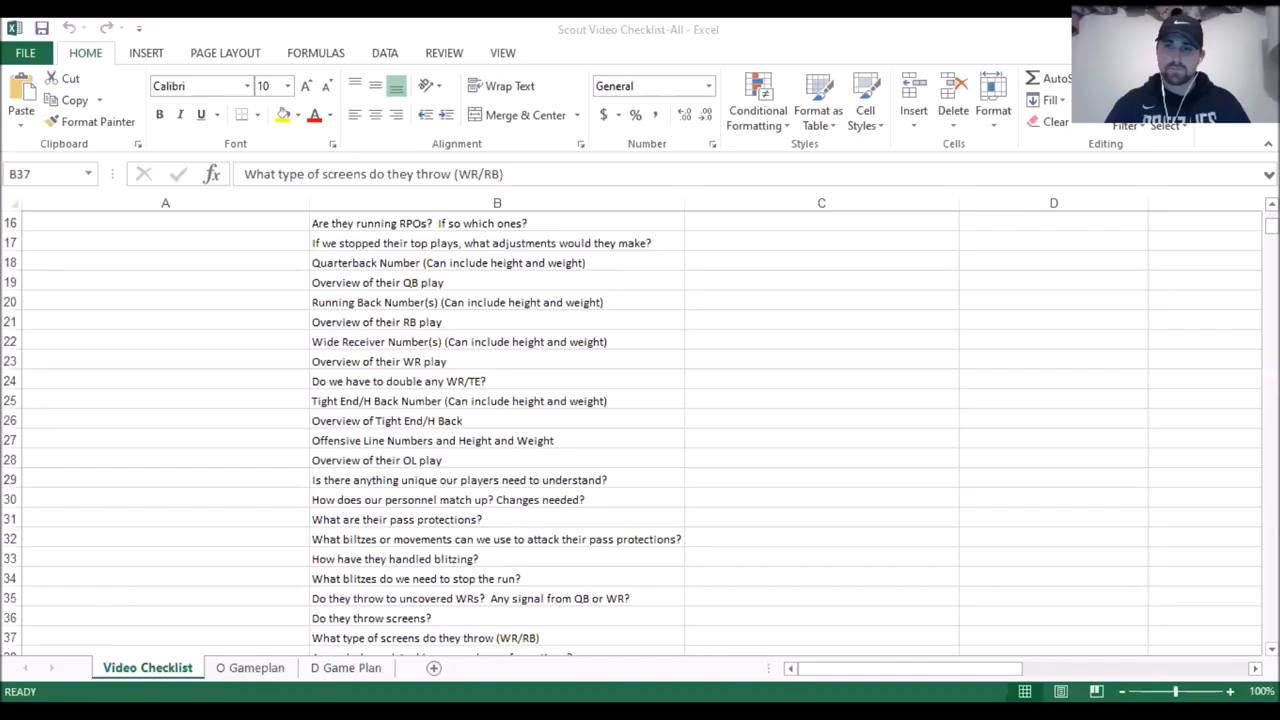 Scout Video Checklist-All - Excel
FILE HOME INSERT PAGE LAYOUT FORMULAS DATA REVIEW VIEW
Cut
Copy
Format Painter
Paste
Clipboard
Calibri 10
B I U
Font
Wrap Text
Merge & Center
Alignment
General
$ % ,
Number
Conditional Formatting
Format as Table
Cell Styles
Styles
Insert
Delete
Format
Cells
AutoS
Fill
Clear
Filter Select
Editing
B37
fx What type of screens do they throw (WR/RB)
A B C D
16 Are they running RPOs? If so which ones?
17 If we stopped their top plays, what adjustments would they make?
18 Quarterback Number (Can include height and weight)
19 Overview of their QB play
20 Running Back Number(s) (Can include height and weight)
21 Overview of their RB play
22 Wide Receiver Number(s) (Can include height and weight)
23 Overview of their WR play
24 Do we have to double any WR/TE?
25 Tight End/H Back Number (Can include height and weight)
26 Overview of Tight End/H Back
27 Offensive Line Numbers and Height and Weight
28 Overview of their OL play
29 Is there anything unique our players need to understand?
30 How does our personnel match up? Changes needed?
31 What are their pass protections?
32 What biltzes or movements can we use to attack their pass protections?
33 How have they handled blitzing?
34 What blitzes do we need to stop the run?
35 Do they throw to uncovered WRs? Any signal from QB or WR?
36 Do they throw screens?
37 What type of screens do they throw (WR/RB)
Video Checklist O Gameplan D Game Plan
READY
100%